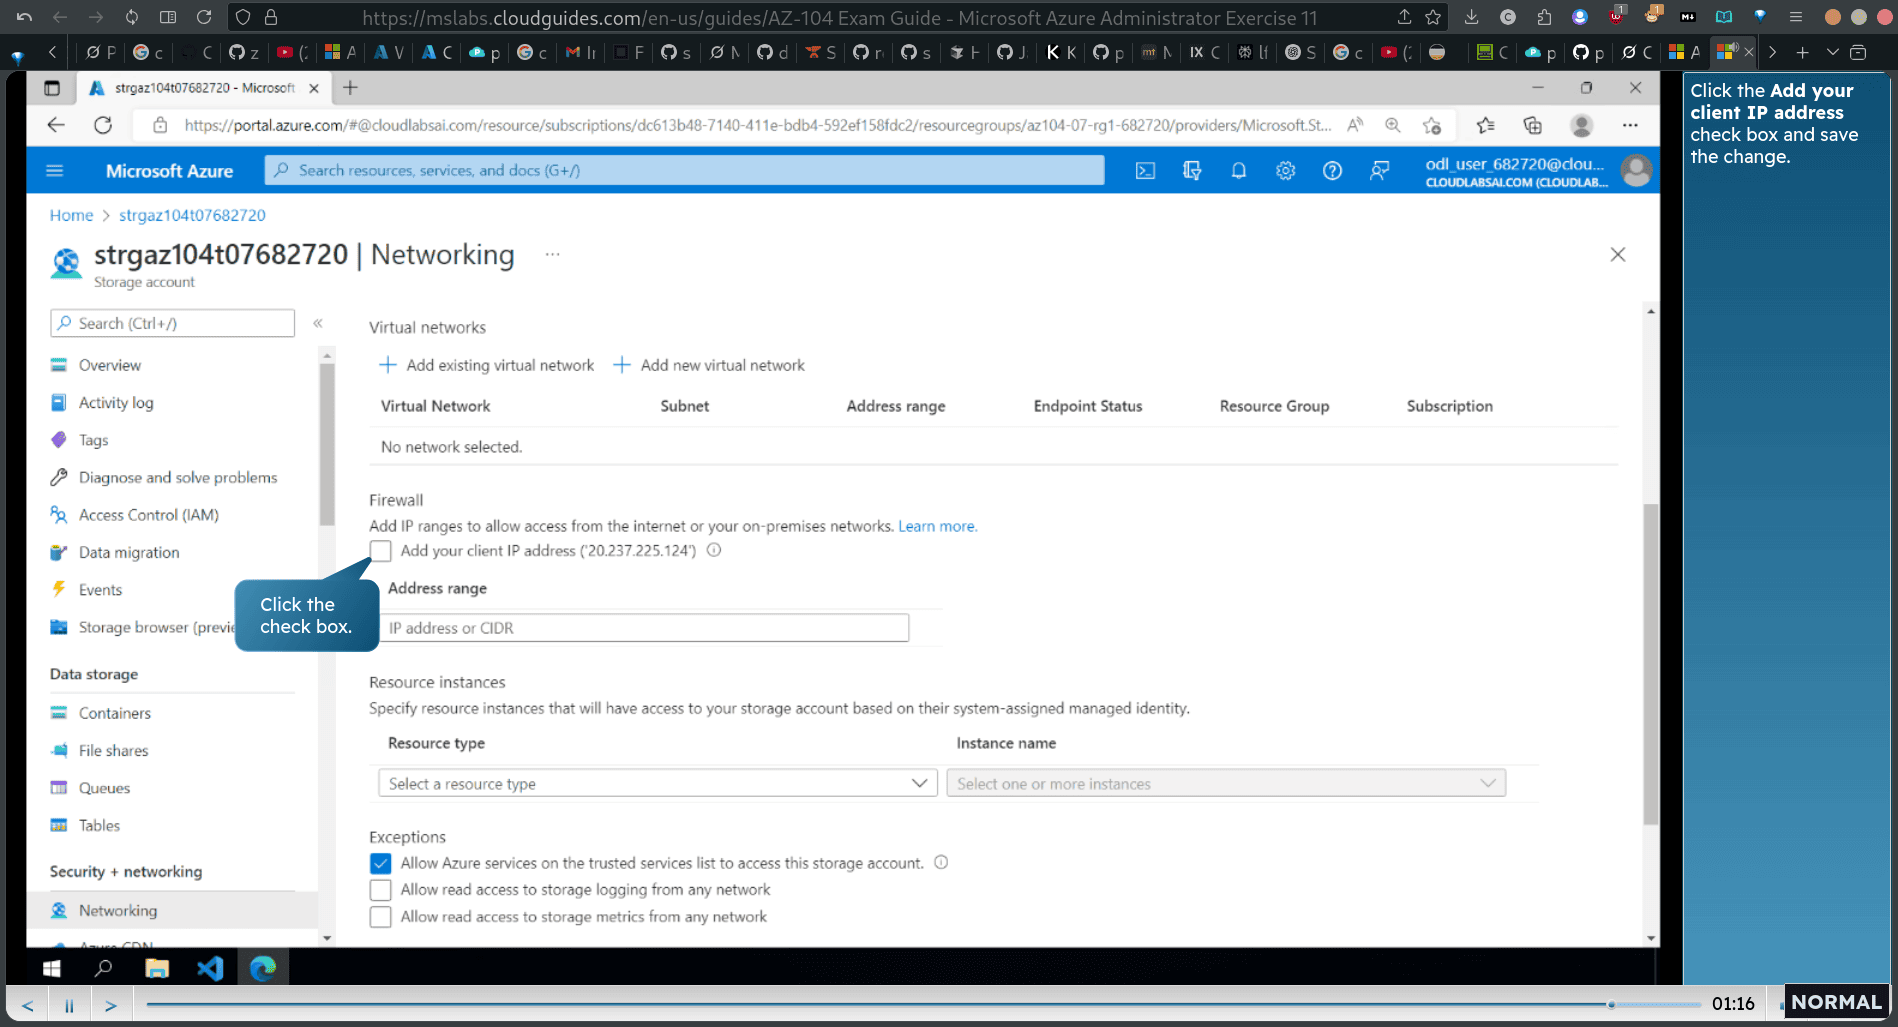 https://mslabs.cloudguides.com/en-us/guides/AZ-104 Exam Guide - Microsoft Azure Administrator Exercise 11
strgaz104t07682720 - Microsoft
https://portal.azure.com/#@cloudlabsai.com/resource/subscriptions/dc613b48-7140-411e-bdb4-592ef158fdc2/resourcegroups/az104-07-rg1-682720/providers/Microsoft.St...
Microsoft Azure
Search resources, services, and docs (G+/)
odl_user_682720@clou...
CLOUDLABSAI.COM (CLOUDLAB...
Home > strgaz104t07682720
strgaz104t07682720 | Networking ...
Storage account
Search (Ctrl+/)
Overview
Activity log
Tags
Diagnose and solve problems
Access Control (IAM)
Data migration
Events
Storage browser (previe
Data storage
Containers
File shares
Queues
Tables
Security + networking
Networking
Azure CDN
Virtual networks
Add existing virtual network
Add new virtual network
Virtual Network Subnet Address range Endpoint Status Resource Group Subscription
No network selected.
Firewall
Add IP ranges to allow access from the internet or your on-premises networks. Learn more.
Add your client IP address ('20.237.225.124')
Address range
IP address or CIDR
Click the
check box.
Resource instances
Specify resource instances that will have access to your storage account based on their system-assigned managed identity.
Resource type Instance name
Select a resource type Select one or more instances
Exceptions
Allow Azure services on the trusted services list to access this storage account.
Allow read access to storage logging from any network
Allow read access to storage metrics from any network
Click the Add your
client IP address
check box and save
the change.
01:16
NORMAL